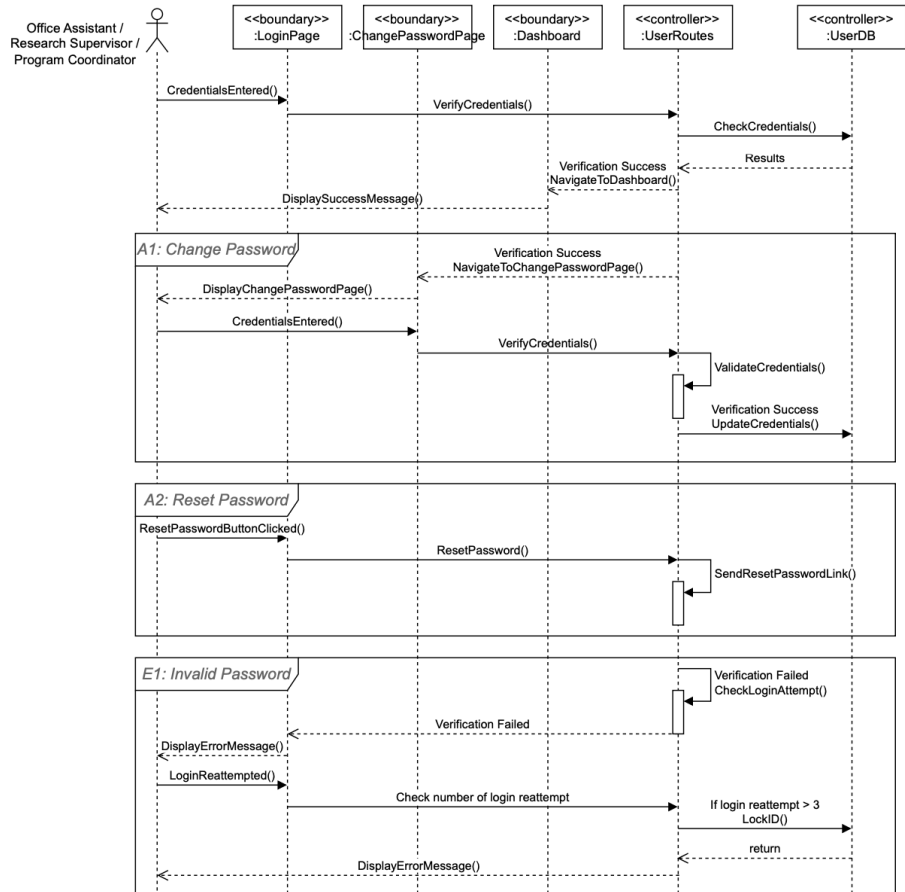 Office Assistant /
Research Supervisor /
Program Coordinator
<<boundary>>
:LoginPage
<<boundary>>
:ChangePasswordPage
<<boundary>>
:Dashboard
<<controller>>
:UserRoutes
<<controller>>
:UserDB
CredentialsEntered()
VerifyCredentials()
CheckCredentials()
Results
Verification Success
NavigateToDashboard()
DisplaySuccessMessage()
A1: Change Password
Verification Success
NavigateToChangePasswordPage()
DisplayChangePasswordPage()
CredentialsEntered()
VerifyCredentials()
ValidateCredentials()
Verification Success
UpdateCredentials()
A2: Reset Password
ResetPasswordButtonClicked()
ResetPassword()
SendResetPasswordLink()
E1: Invalid Password
Verification Failed
CheckLoginAttempt()
Verification Failed
DisplayErrorMessage()
LoginReattempted()
Check number of login reattempt
If login reattempt > 3
LockID()
return
DisplayErrorMessage()